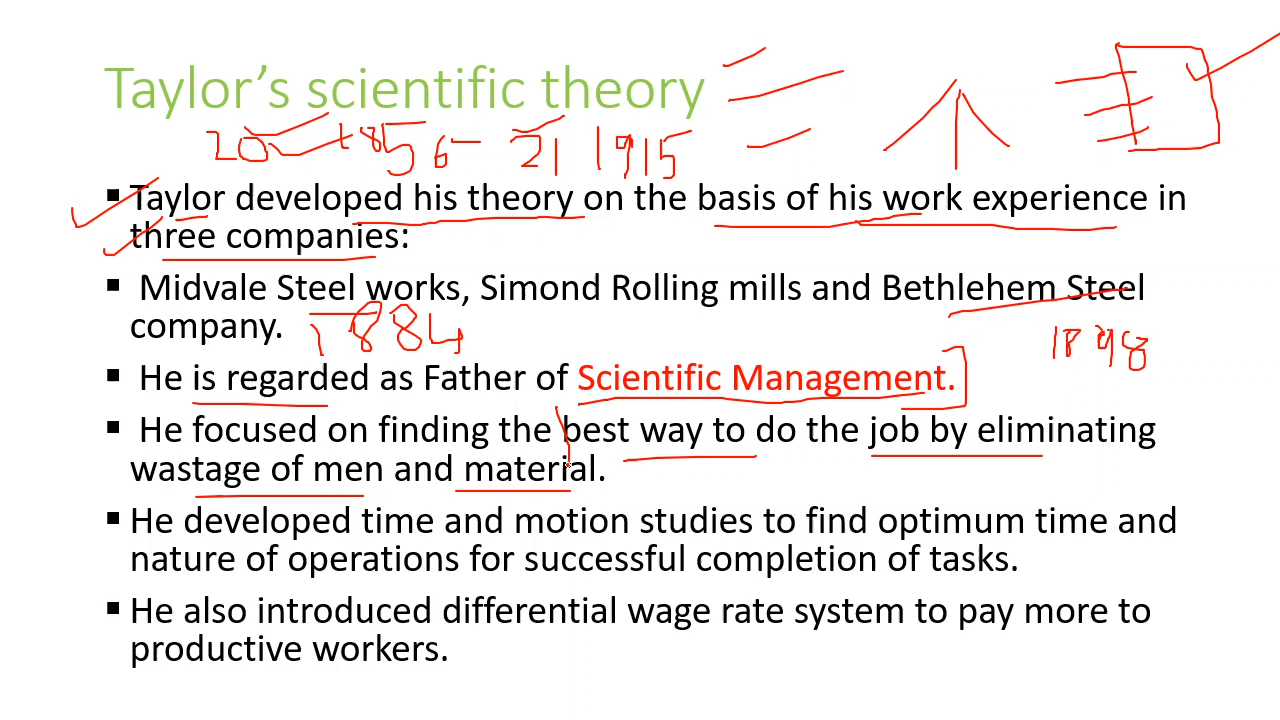 Taylor's scientific theory
20 1856 - 21 1915
▪ Taylor developed his theory on the basis of his work experience in
three companies:
▪ Midvale Steel works, Simond Rolling mills and Bethlehem Steel
company.
1884
1898
▪ He is regarded as Father of Scientific Management.
▪ He focused on finding the best way to do the job by eliminating
wastage of men and material.
▪ He developed time and motion studies to find optimum time and
nature of operations for successful completion of tasks.
▪ He also introduced differential wage rate system to pay more to
productive workers.